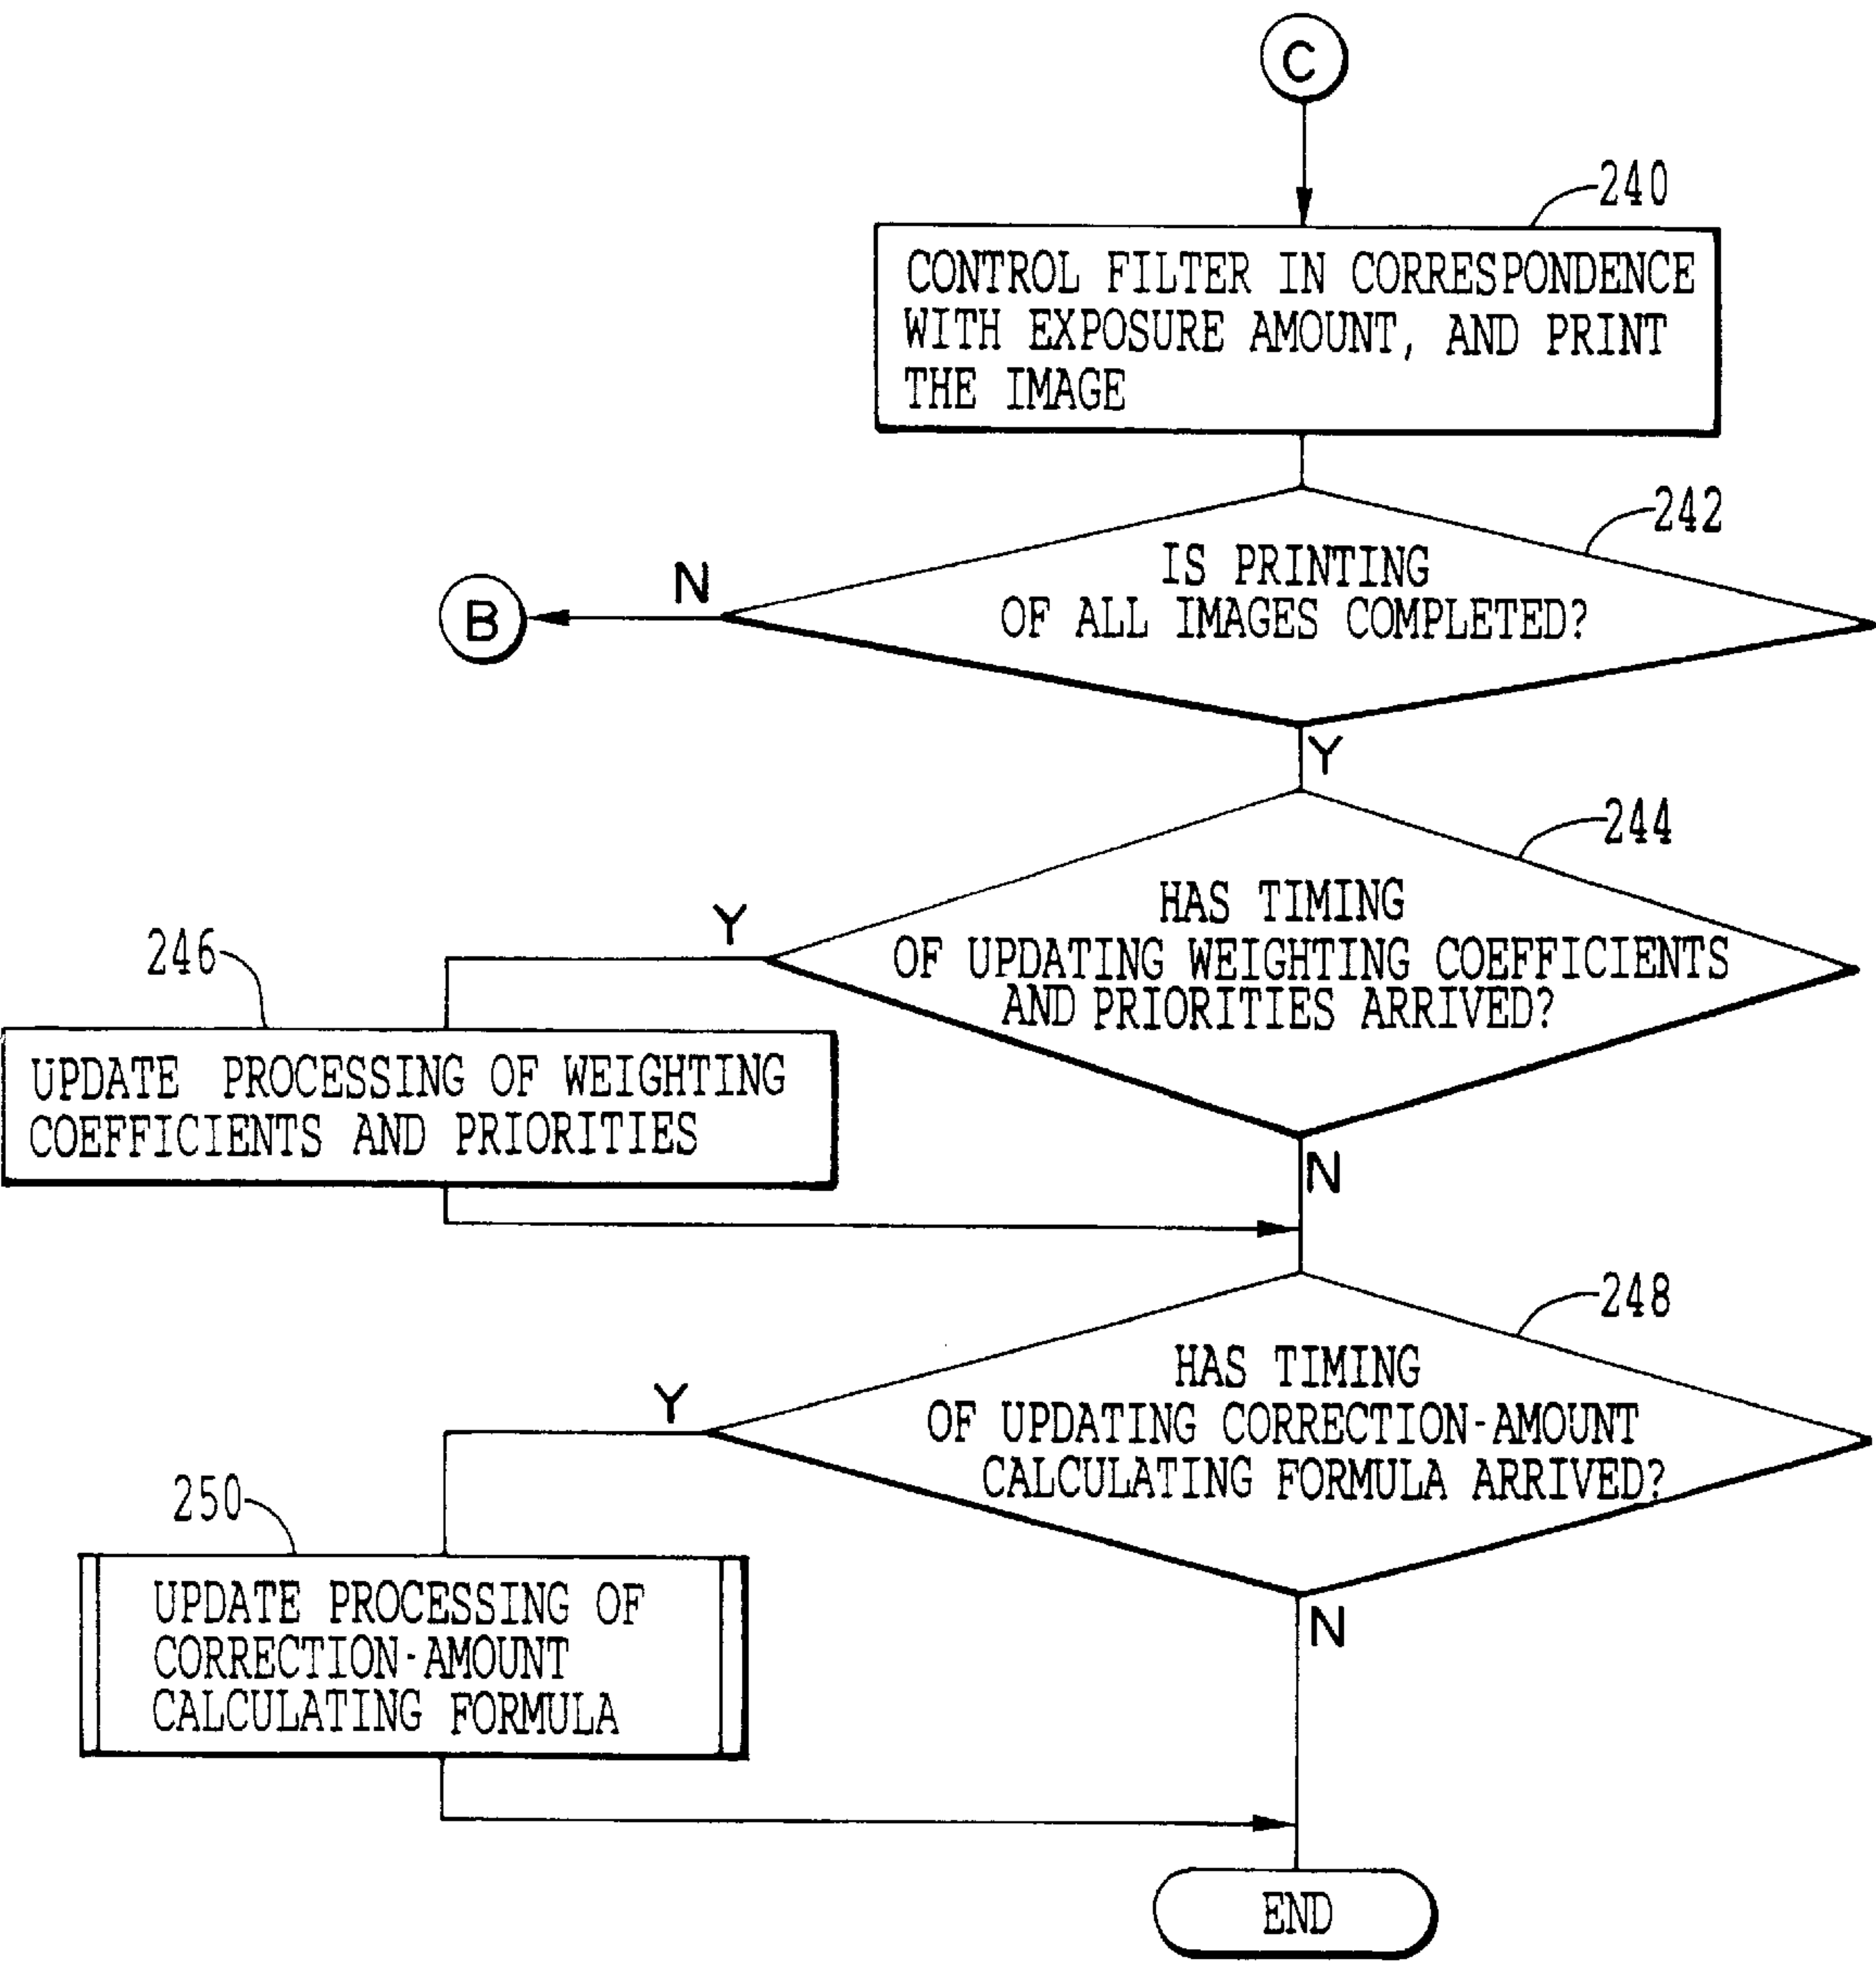 C
240
CONTROL FILTER IN CORRESPONDENCE
WITH EXPOSURE AMOUNT, AND PRINT
THE IMAGE
242
IS PRINTING
OF ALL IMAGES COMPLETED?
N
B
Y
244
HAS TIMING
OF UPDATING WEIGHTING COEFFICIENTS
AND PRIORITIES ARRIVED?
Y
246
UPDATE PROCESSING OF WEIGHTING
COEFFICIENTS AND PRIORITIES
N
248
HAS TIMING
OF UPDATING CORRECTION-AMOUNT
CALCULATING FORMULA ARRIVED?
Y
250
UPDATE PROCESSING OF
CORRECTION-AMOUNT
CALCULATING FORMULA
N
END